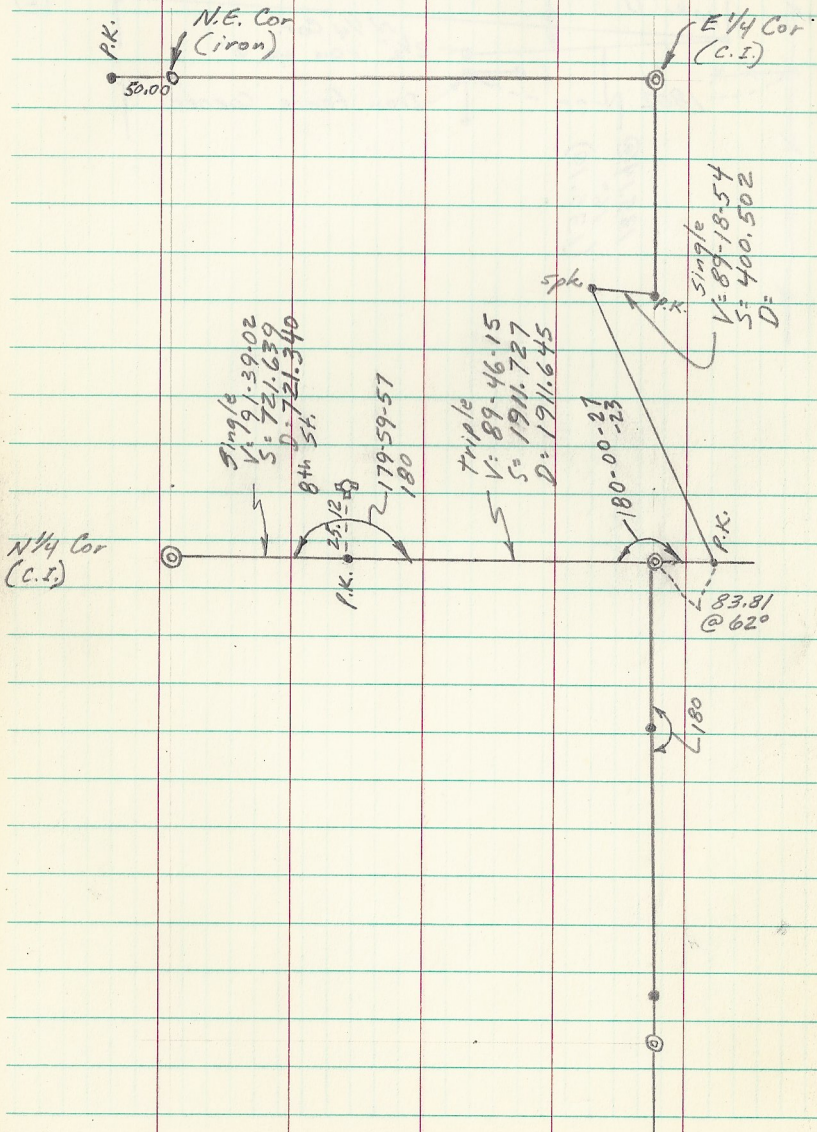 P.K.
N.E. Cor
(iron)
50.00
E 1/4 Cor
(C.I.)
Single
V= 89-18-54
S= 400.502
D=
Spk.
P.K.
Single
V= 91-39-02
S= 721.639
D= 721.340
8th St.
179-59-57
180
25.12
P.K.
triple
V= 89-46-15
S= 1911.727
D= 1911.645
180-00-27
-23
P.K.
N 1/4 Cor
(C.I.)
83.81
@ 62°
180